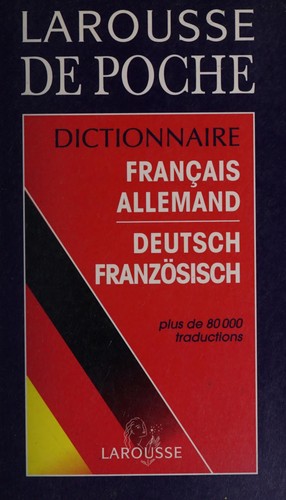 LAROUSSE
DE POCHE
DICTIONNAIRE
FRANÇAIS
ALLEMAND
DEUTSCH
FRANZÖSISCH
plus de 80 000
traductions
LAROUSSE